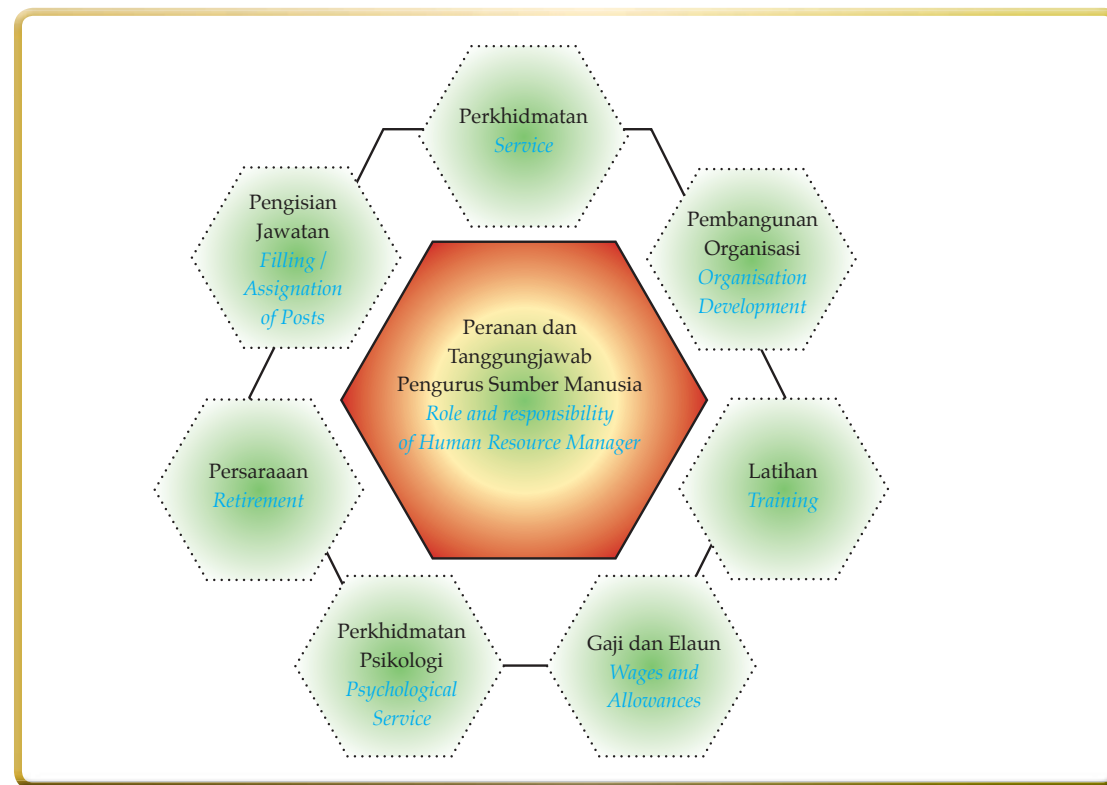 Perkhidmatan
Service
Pengisian
Jawatan
Filling /
Assignation
of Posts
Pembangunan
Organisasi
Organisation
Development
Peranan dan
Tanggungjawab
Pengurus Sumber Manusia
Role and responsibility
of Human Resource Manager
Persaraaan
Retirement
Latihan
Training
Perkhidmatan
Psikologi
Psychological
Service
Gaji dan Elaun
Wages and
Allowances